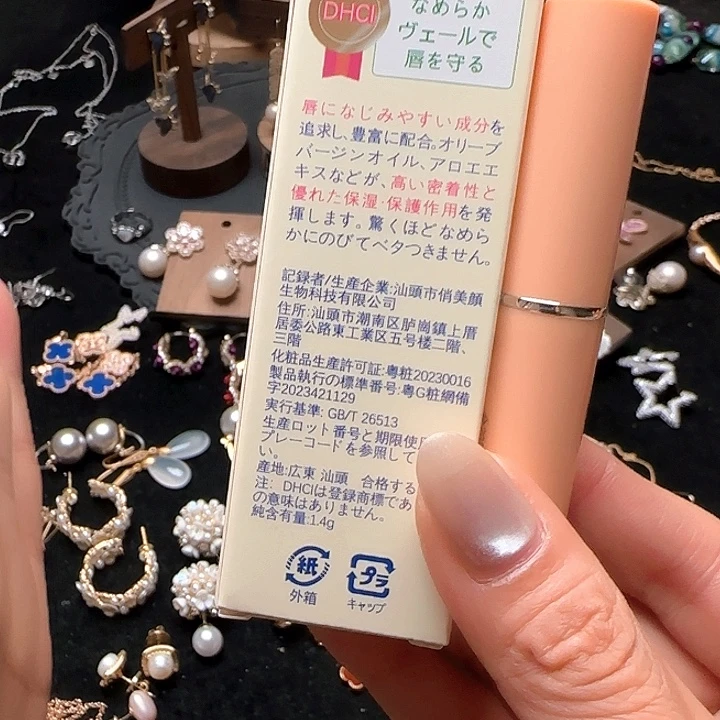 DHCI
なめらか
ヴェールで
唇を守る
唇になじみやすい成分を
追求し、豊富に配合。オリーブ
バージンオイル、アロエエ
キスなどが、高い密着性と
優れた保湿·保護作用を発
揮します。驚くほどなめら
かにのびてベタつきません。
記録者/生産企業:汕頭市俏美顔
生物科技有限公司
住所:汕頭市潮南区胪崗鎮上厝
居委公路東工業区五号楼二階、
三階
化粧品生産許可証:粤粧20230016
製品執行の標準番号:粤G粧網備
字2023421129
実行基準: GB/T 26513
生産ロット番号と期限使
プレーコードを参照して
い。
産地:広東 汕頭 合格する
注: DHCIは登録商標であ
の意味はありません。
純含有量:1.4g
紙
プラ
外箱
キャップ